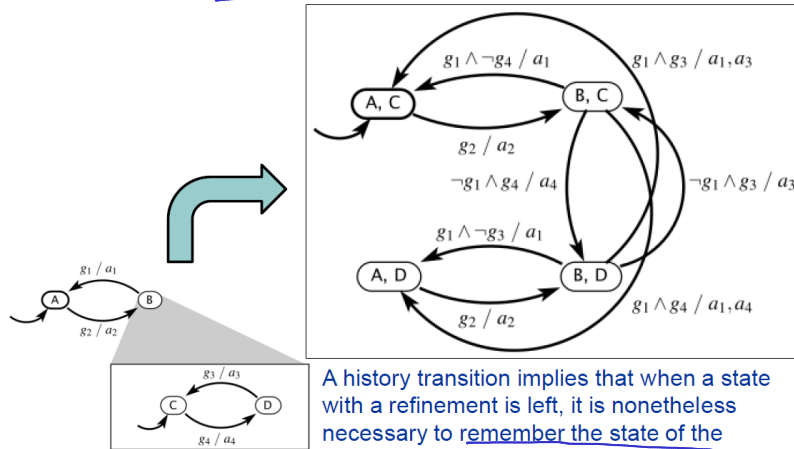 g1 ∧ ¬g4 / a1
g1 ∧ g3 / a1, a3
A, C
B, C
g2 / a2
¬g1 ∧ g4 / a4
¬g1 ∧ g3 / a3
g1 ∧ ¬g3 / a1
A, D
B, D
g2 / a2
g1 ∧ g4 / a1, a4
g1 / a1
A
B
g2 / a2
g3 / a3
C
D
g4 / a4
A history transition implies that when a state
with a refinement is left, it is nonetheless
necessary to remember the state of the